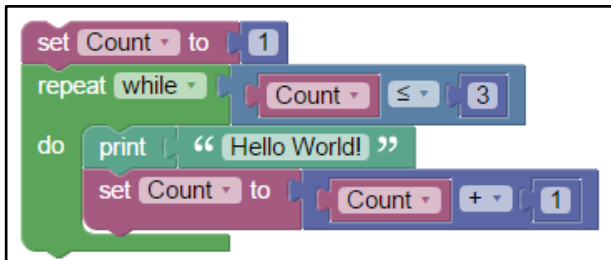 set Count to 1
repeat while Count ≤ 3
do print “ Hello World! ”
set Count to Count + 1